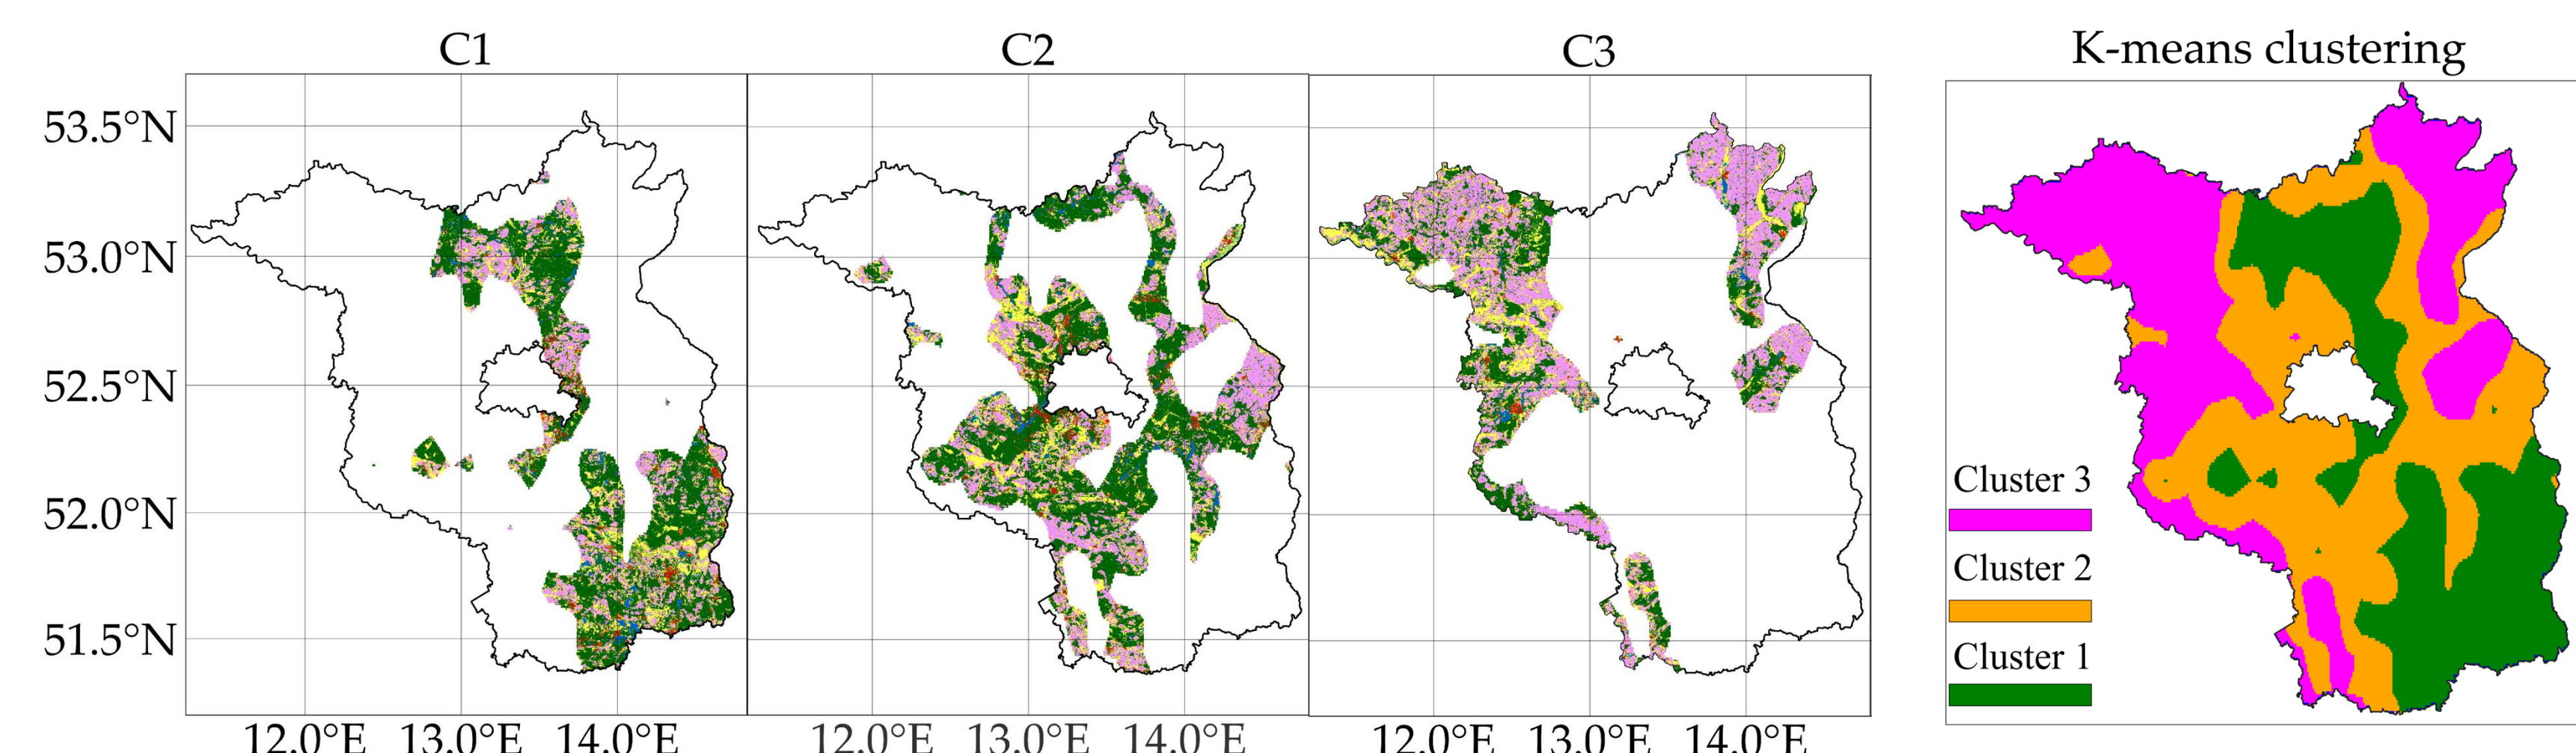 C1
C2
C3
K-means clustering
53.5°N
53.0°N
52.5°N
52.0°N
51.5°N
Cluster 3
Cluster 2
Cluster 1
12.0°E 13.0°E 14.0°E
12.0°E 13.0°E 14.0°E
12.0°E 13.0°E 14.0°E